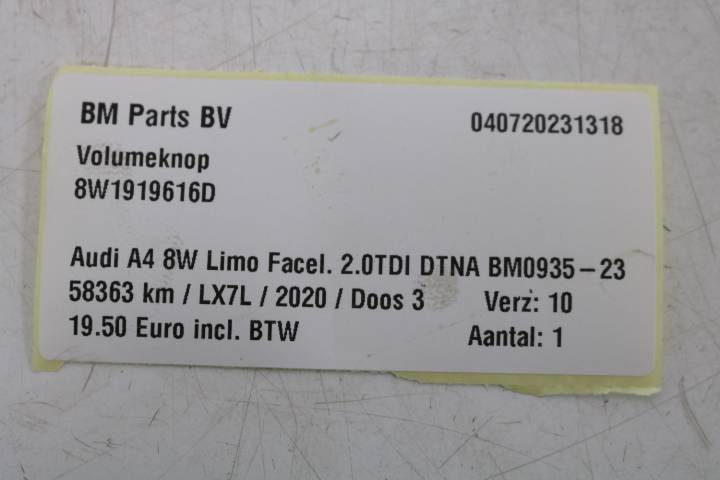 BM Parts BV 040720231318
Volumeknop
8W1919616D
Audi A4 8W Limo Facel. 2.0TDI DTNA BM0935-23
58363 km / LX7L / 2020 / Doos 3 Verz: 10
19.50 Euro incl. BTW Aantal: 1